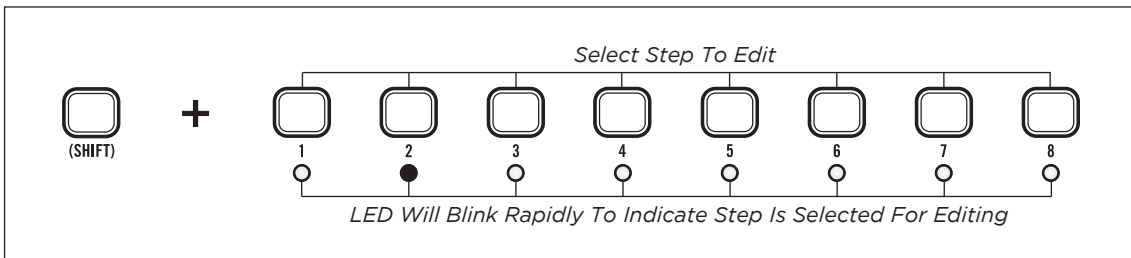 Select Step To Edit
+
(SHIFT)
1 2 3 4 5 6 7 8
LED Will Blink Rapidly To Indicate Step Is Selected For Editing